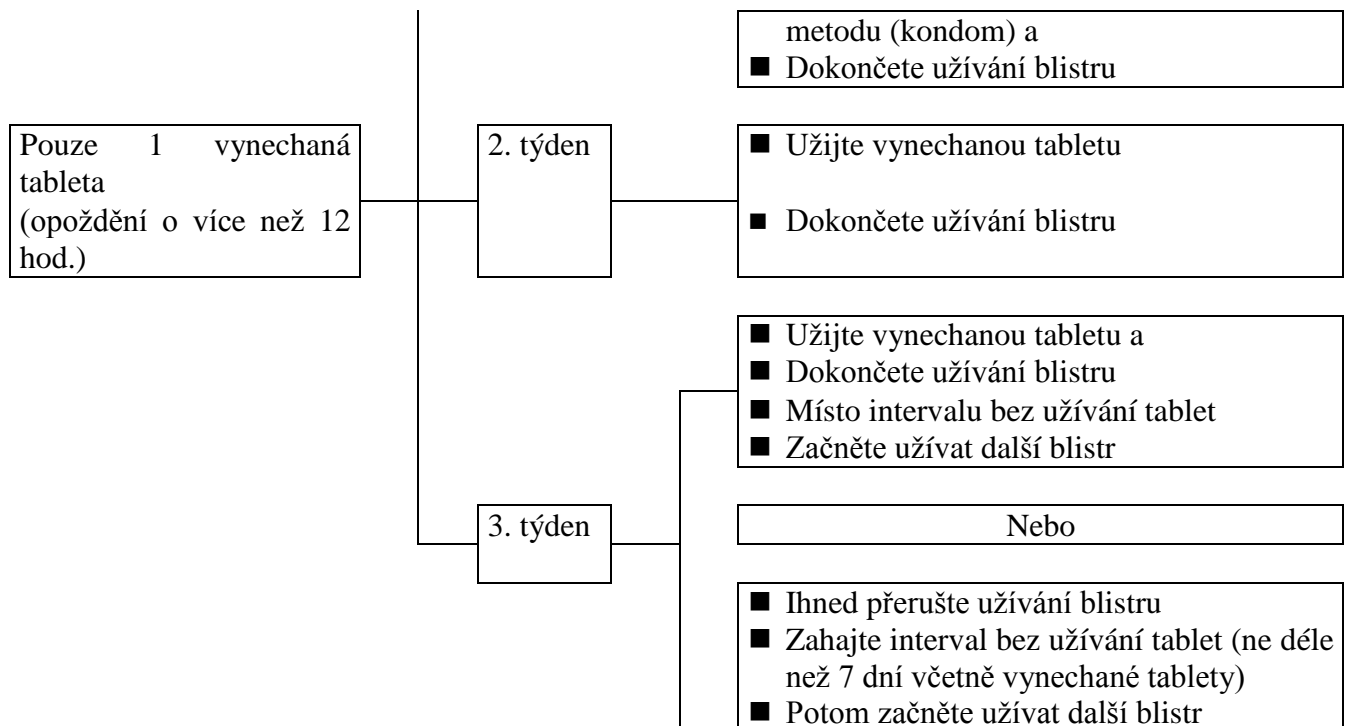 metodu (kondom) a
■ Dokončete užívání blistru
Pouze 1 vynechaná
tableta
(opoždění o více než 12
hod.)
2. týden
■ Užijte vynechanou tabletu
■ Dokončete užívání blistru
■ Užijte vynechanou tabletu a
■ Dokončete užívání blistru
■ Místo intervalu bez užívání tablet
■ Začněte užívat další blistr
3. týden
Nebo
■ Ihned přerušte užívání blistru
■ Zahajte interval bez užívání tablet (ne déle
než 7 dní včetně vynechané tablety)
■ Potom začněte užívat další blistr